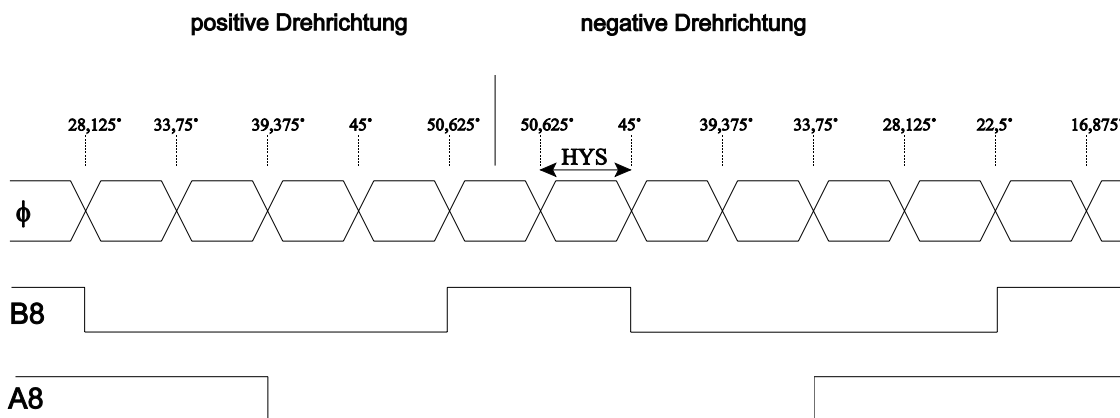 positive Drehrichtung negative Drehrichtung
28,125° 33,75° 39,375° 45° 50,625° 50,625° 45° 39,375° 33,75° 28,125° 22,5° 16,875°
HYS
ϕ
B8
A8